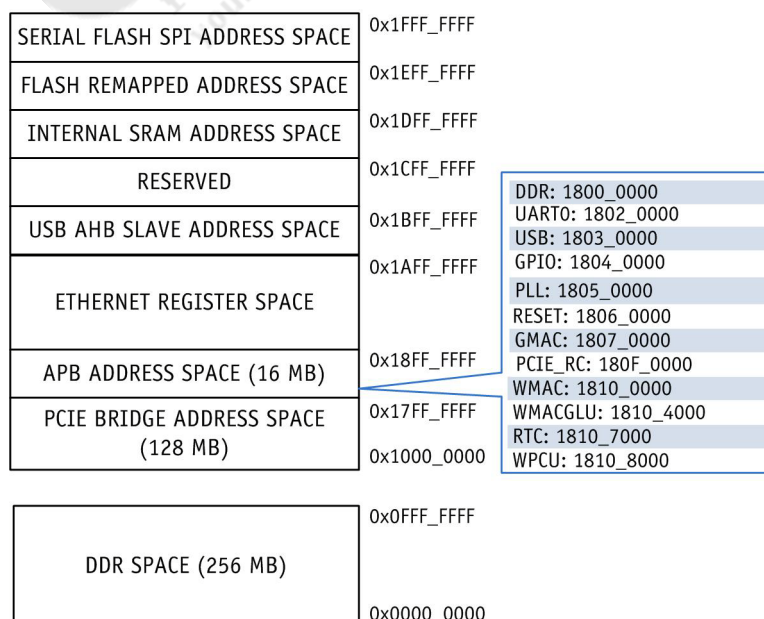 SERIAL FLASH SPI ADDRESS SPACE
0x1FFF_FFFF
FLASH REMAPPED ADDRESS SPACE
0x1EFF_FFFF
INTERNAL SRAM ADDRESS SPACE
0x1DFF_FFFF
RESERVED
0x1CFF_FFFF
USB AHB SLAVE ADDRESS SPACE
0x1BFF_FFFF
ETHERNET REGISTER SPACE
0x1AFF_FFFF
APB ADDRESS SPACE (16 MB)
0x18FF_FFFF
PCIE BRIDGE ADDRESS SPACE
(128 MB)
0x17FF_FFFF
0x1000_0000
DDR: 1800_0000
UART0: 1802_0000
USB: 1803_0000
GPIO: 1804_0000
PLL: 1805_0000
RESET: 1806_0000
GMAC: 1807_0000
PCIE_RC: 180F_0000
WMAC: 1810_0000
WMACGLU: 1810_4000
RTC: 1810_7000
WPCU: 1810_8000
DDR SPACE (256 MB)
0x0FFF_FFFF
0x0000_0000